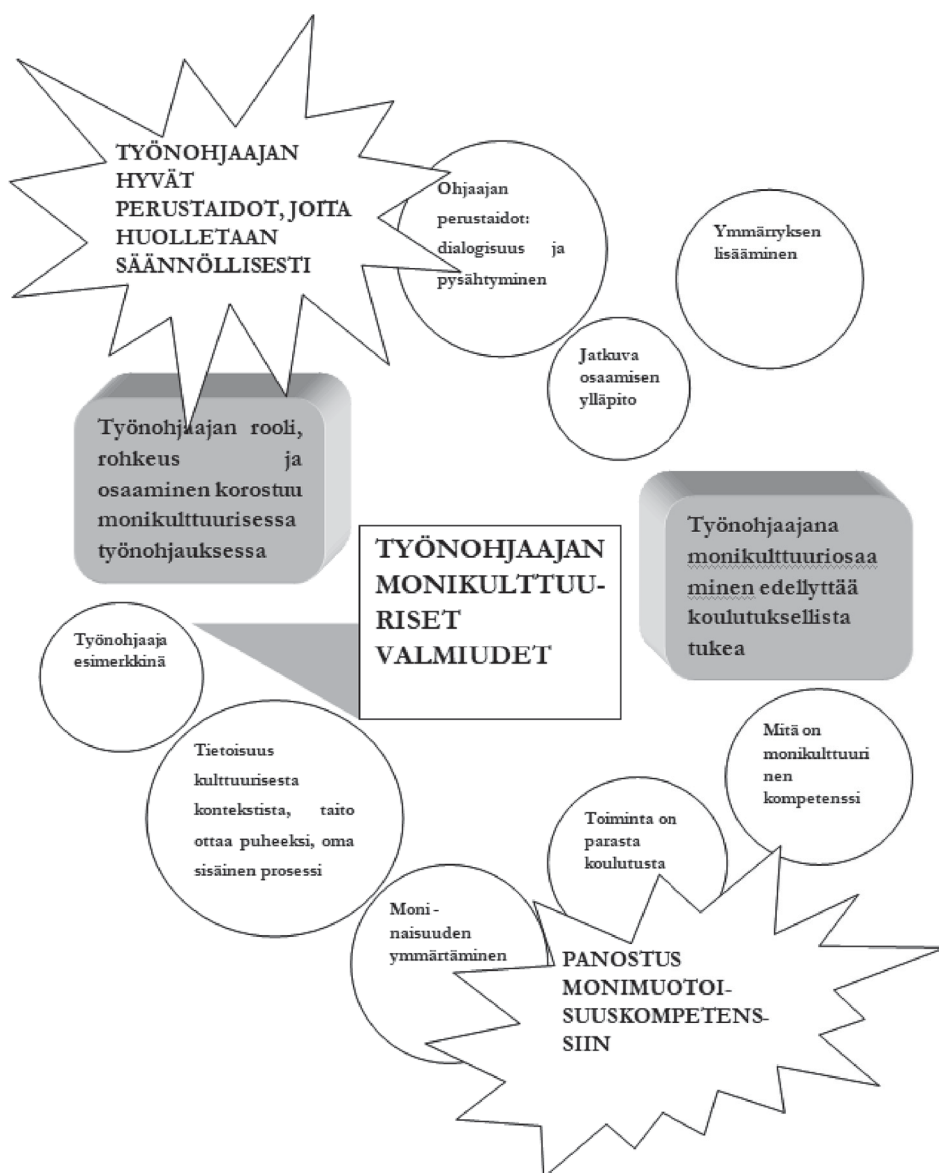 TYÖNOHJAAJAN
HYVÄT
PERUSTAIDOT, JOITA
HUOLLETAAN
SÄÄNNÖLLISESTI
Ohjaajan
perustaidot:
dialogisuus ja
pysähtyminen
Ymmärryksen
lisääminen
Jatkuva
osaamisen
ylläpito
Työnohjaajan rooli,
rohkeus ja
osaaminen korostuu
monikulttuurisessa
työnohjauksessa
TYÖNOHJAAJAN
MONIKULTTUU-
RISET
VALMIUDET
Työnohjaajana
monikulttuuriosaa
minen edellyttää
koulutuksellista
tukea
Työnohjaaja
esimerkkinä
Tietoisuus
kulttuurisesta
kontekstista, taito
ottaa puheeksi, oma
sisäinen prosessi
Mitä on
monikulttuuri
nen
kompetenssi
Toiminta on
parasta
koulutusta
Moni -
naisuuden
ymmärtäminen
PANOSTUS
MONIMUOTOI-
SUUSKOMPETENS-
SIIN